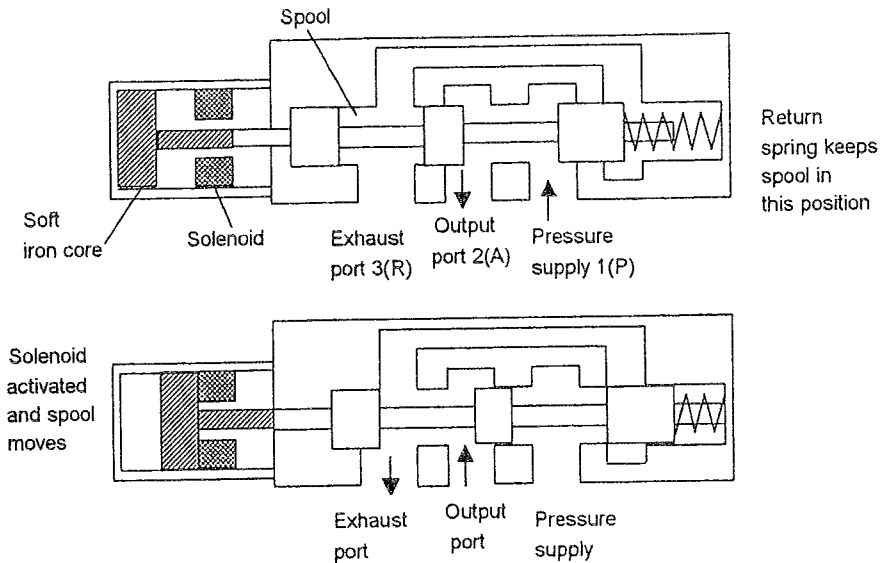 Spool
Return
spring keeps
spool in
this position
Soft
iron core
Solenoid
Exhaust
port 3(R)
Output
port 2(A)
Pressure
supply 1(P)
Solenoid
activated
and spool
moves
Exhaust
port
Output
port
Pressure
supply